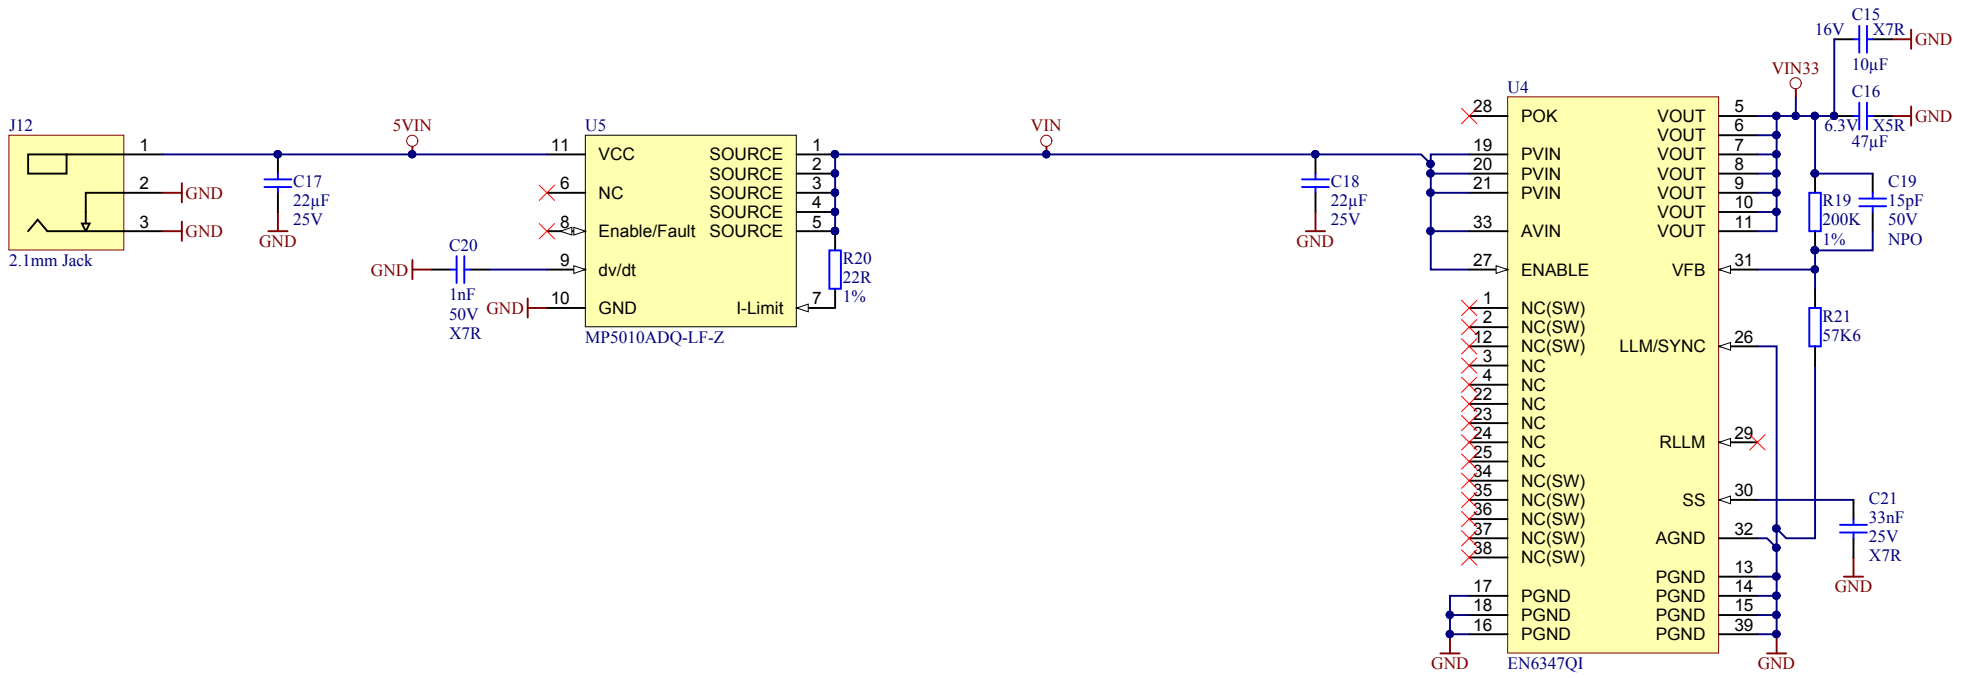 J12
1
2
3
GND
GND
2.1mm Jack
C17
22µF
25V
GND
5VIN
U5
11 VCC
6 NC
8 Enable/Fault
9 dv/dt
10 GND
SOURCE 1
SOURCE 2
SOURCE 3
SOURCE 4
SOURCE 5
I-Limit 7
MP5010ADQ-LF-Z
GND
C20
1nF
50V
X7R
GND
R20
22R
1%
VIN
C18
22µF
25V
GND
U4
28 POK
19 PVIN
20 PVIN
21 PVIN
33 AVIN
27 ENABLE
1 NC(SW)
2 NC(SW)
12 NC(SW)
3 NC
4 NC
22 NC
23 NC
24 NC
25 NC
34 NC(SW)
35 NC(SW)
36 NC(SW)
37 NC(SW)
38 NC(SW)
17 PGND
18 PGND
16 PGND
GND
VOUT 5
VOUT 6
VOUT 7
VOUT 8
VOUT 9
VOUT 10
VOUT 11
VFB 31
LLM/SYNC 26
RLLM 29
SS 30
AGND 32
PGND 13
PGND 14
PGND 15
PGND 39
GND
EN6347QI
VIN33
C15
16V X7R
10µF
GND
C16
6.3V X5R
47µF
GND
R19
200K
1%
C19
15pF
50V
NPO
R21
57K6
C21
33nF
25V
X7R
GND